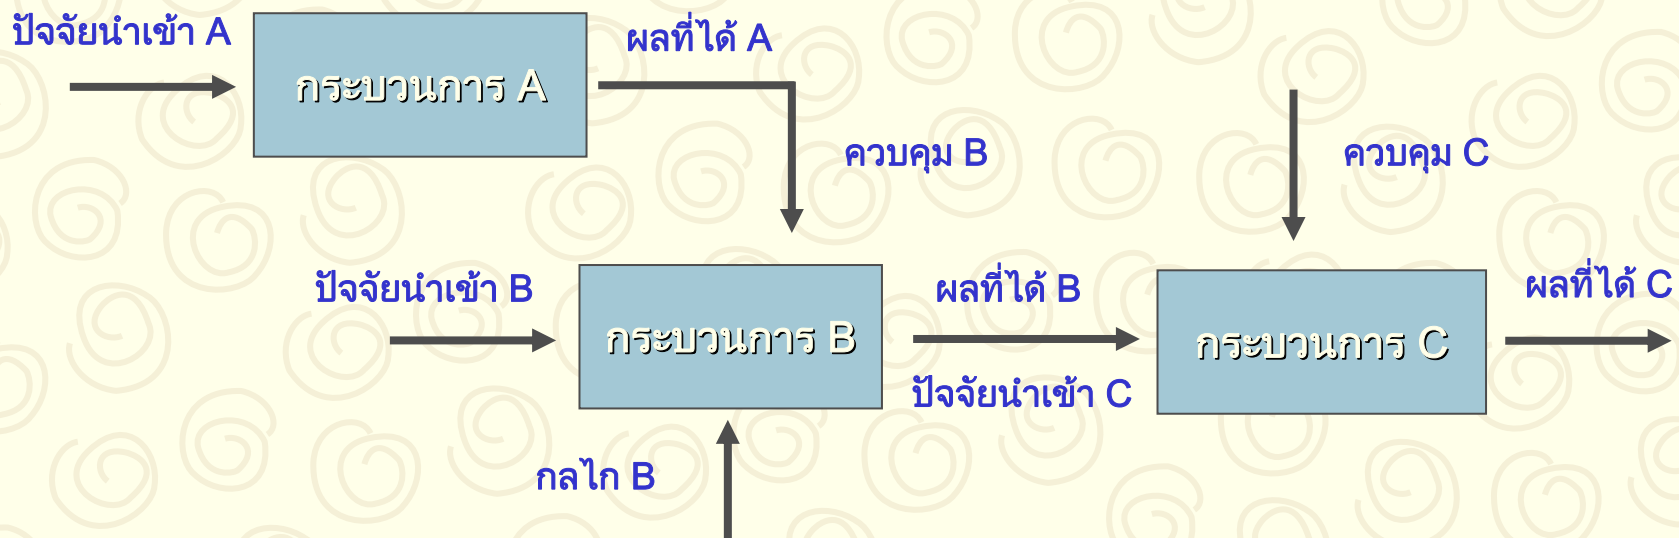 ปัจจัยนำเข้า A
กระบวนการ A
ผลที่ได้ A
ควบคุม B
ควบคุม C
ปัจจัยนำเข้า B
กระบวนการ B
ผลที่ได้ B
ปัจจัยนำเข้า C
กระบวนการ C
ผลที่ได้ C
กลไก B